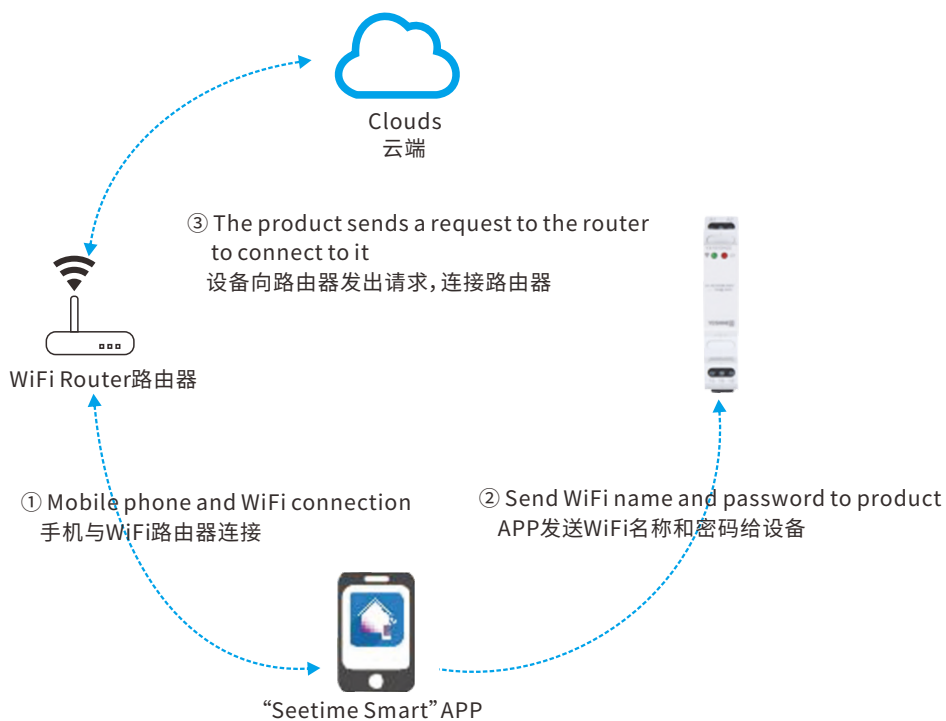 Clouds
云端
③ The product sends a request to the router
to connect to it
设备向路由器发出请求,连接路由器
WiFi Router路由器
① Mobile phone and WiFi connection
手机与WiFi路由器连接
② Send WiFi name and password to product
APP发送WiFi名称和密码给设备
“Seetime Smart”APP